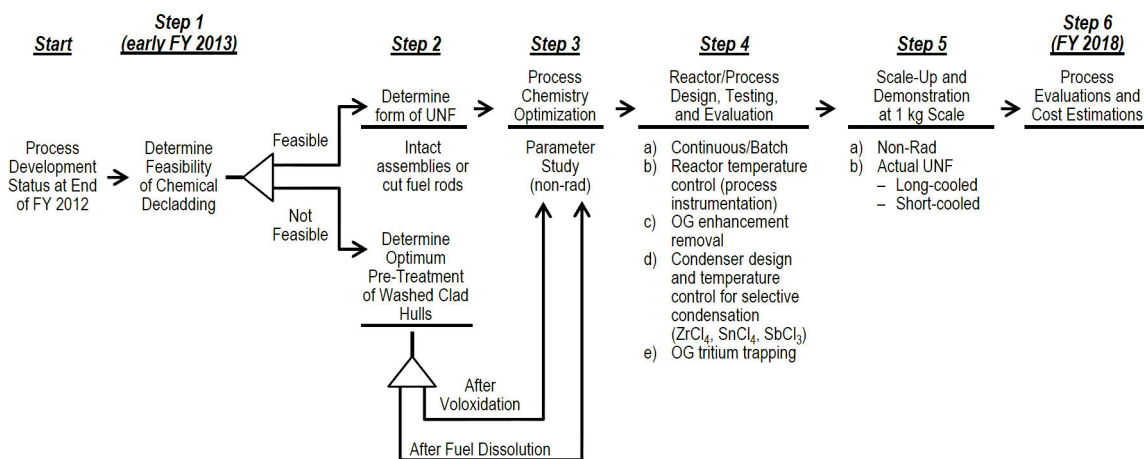 Start
Process
Development
Status at End
of FY 2012
Step 1
(early FY 2013)
Determine
Feasibility
of Chemical
Decladding
Feasible
Not
Feasible
Step 2
Determine
form of UNF
Intact
assemblies or
cut fuel rods
Determine
Optimum
Pre-Treatment
of Washed Clad
Hulls
After
Voloxidation
After Fuel Dissolution
Step 3
Process
Chemistry
Optimization
Parameter
Study
(non-rad)
Step 4
Reactor/Process
Design, Testing,
and Evaluation
a) Continuous/Batch
b) Reactor temperature
control (process
instrumentation)
c) OG enhancement
removal
d) Condenser design
and temperature
control for selective
condensation
(ZrCl₄, SnCl₄, SbCl₃)
e) OG tritium trapping
Step 5
Scale-Up and
Demonstration
at 1 kg Scale
a) Non-Rad
b) Actual UNF
– Long-cooled
– Short-cooled
Step 6
(FY 2018)
Process
Evaluations and
Cost Estimations